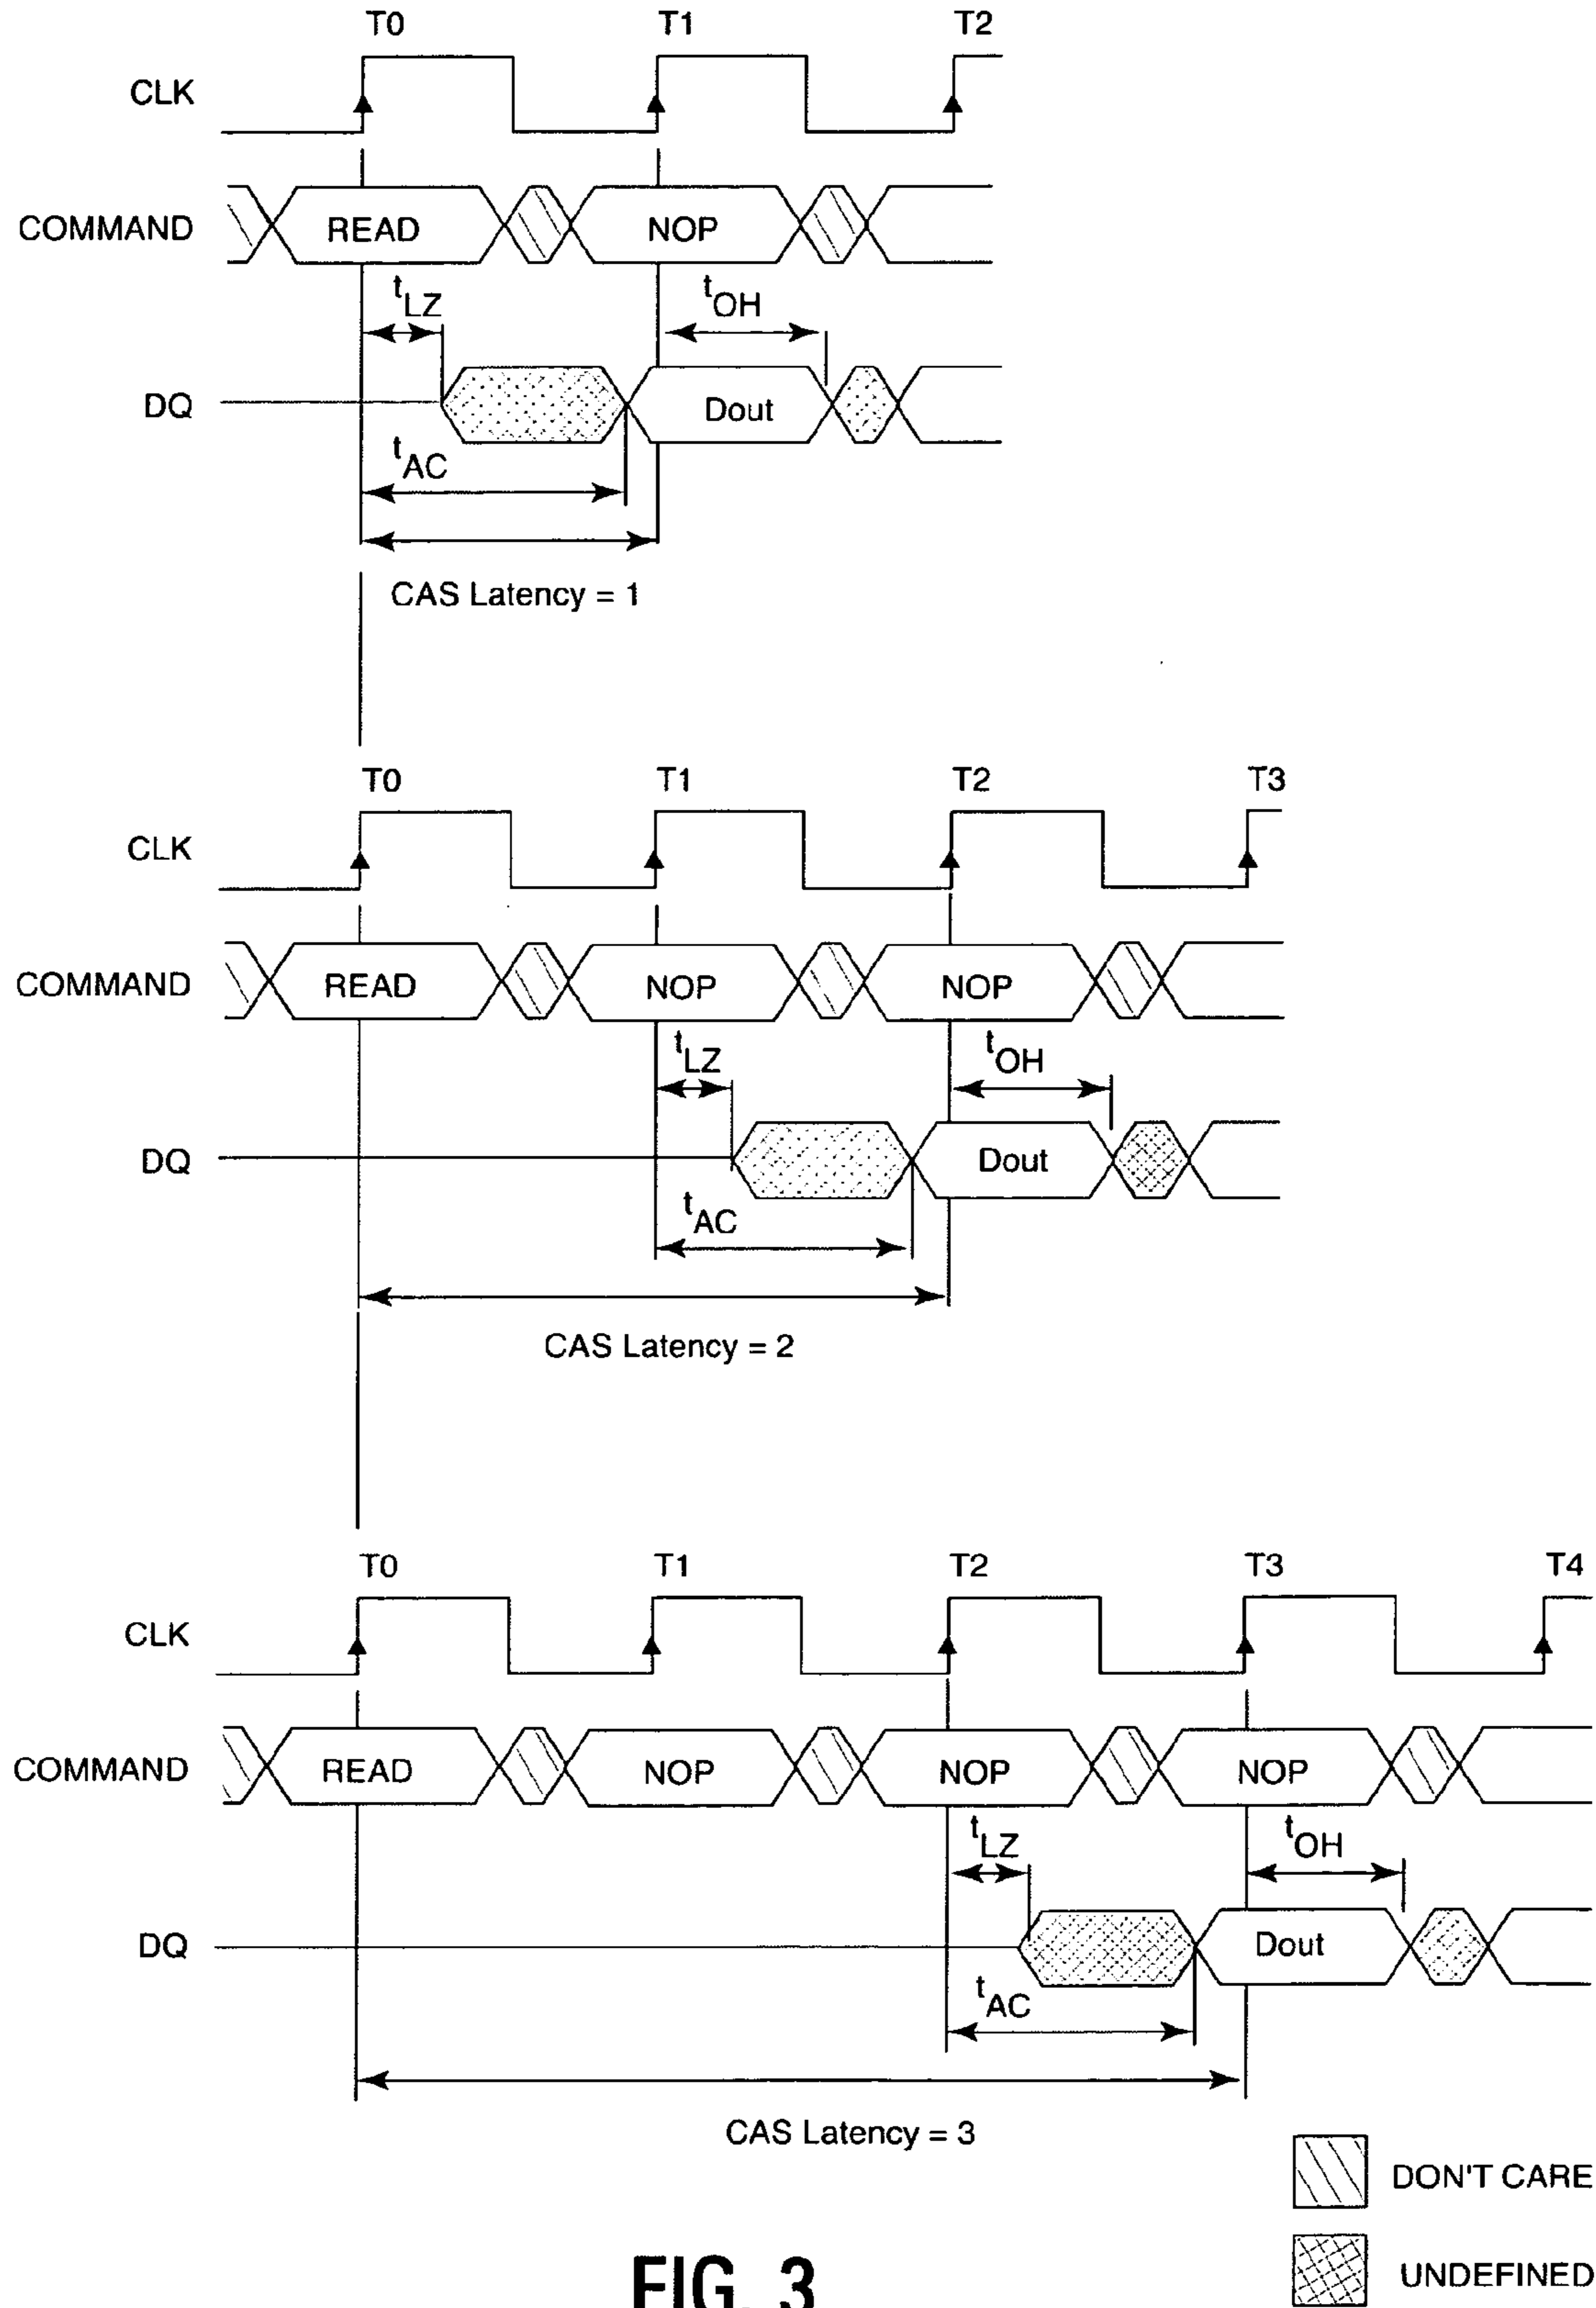 T0 T1 T2
CLK
COMMAND READ NOP
tLZ tOH
DQ Dout
tAC
CAS Latency = 1
T0 T1 T2 T3
CLK
COMMAND READ NOP NOP
tLZ tOH
DQ Dout
tAC
CAS Latency = 2
T0 T1 T2 T3 T4
CLK
COMMAND READ NOP NOP NOP
tLZ tOH
DQ Dout
tAC
CAS Latency = 3
DON'T CARE
UNDEFINED
FIG. 3